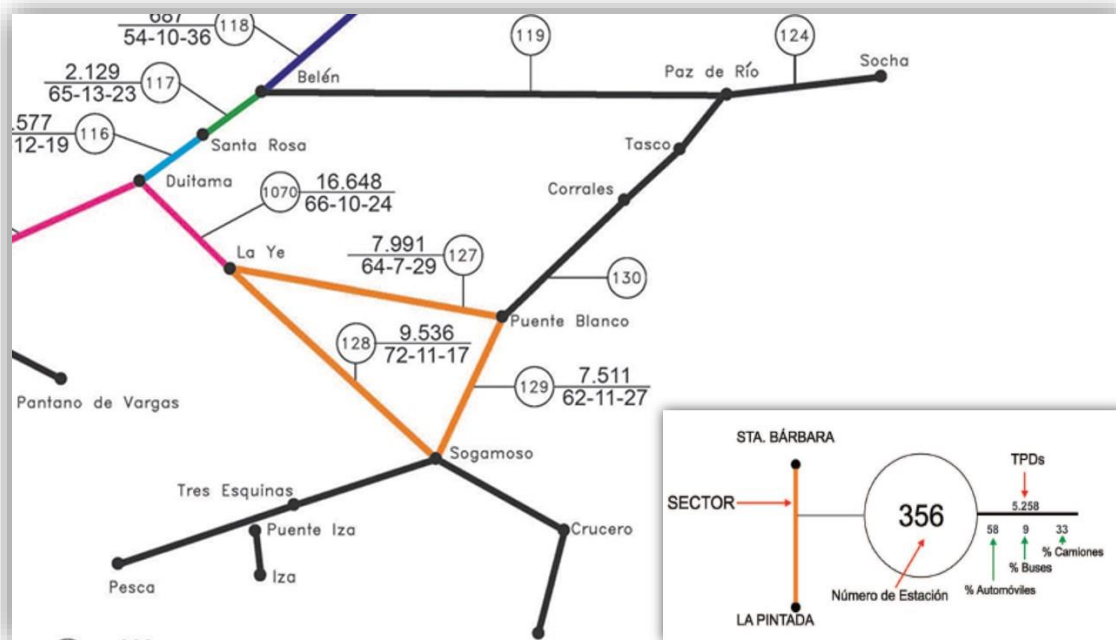 687
54-10-36
118
119
124
Socha
Paz de Río
Belén
2.129
65-13-23
117
.577
12-19
116
Santa Rosa
Tasco
Duitama
Corrales
1070
16.648
66-10-24
La Ye
7.991
64-7-29
127
130
Puente Blanco
128
9.536
72-11-17
129
7.511
62-11-27
Pantano de Vargas
Sogamoso
Tres Esquinas
Puente Iza
Crucero
Iza
Pesca
STA. BÁRBARA
TPDs
SECTOR
5.258
356
58 9 33
% Camiones
% Buses
% Automóviles
Número de Estación
LA PINTADA